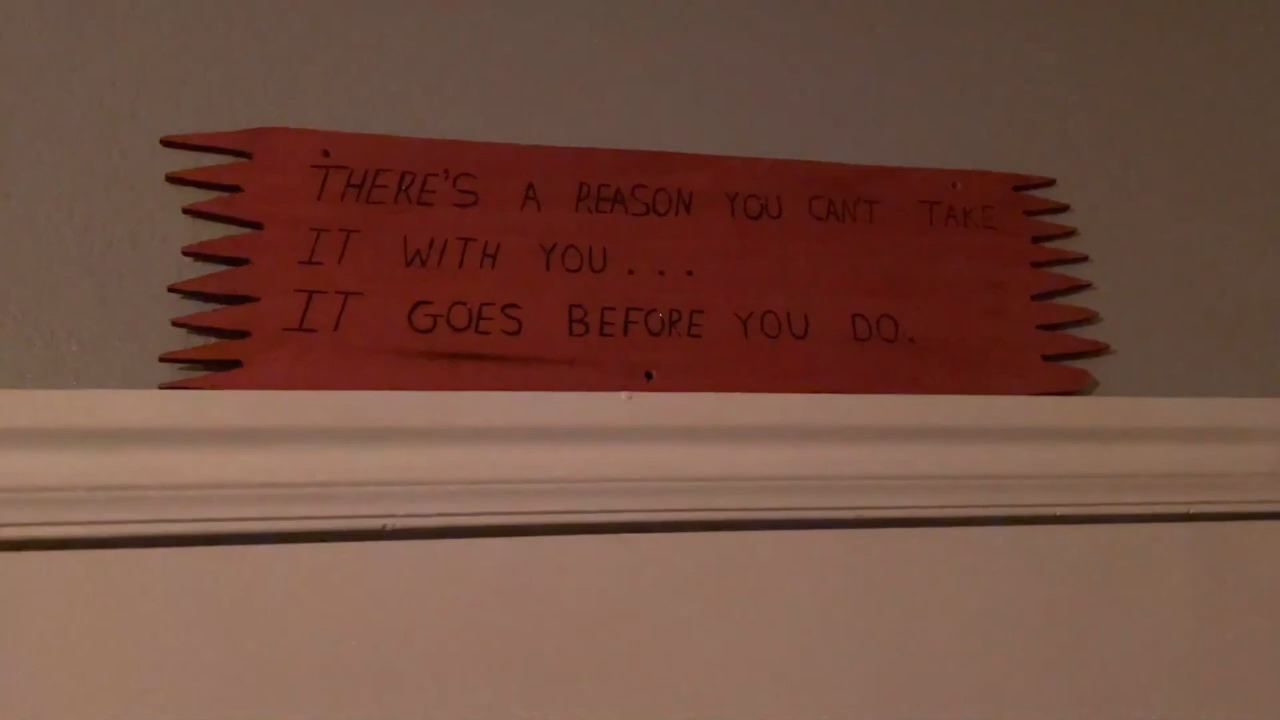 THERE'S A REASON YOU CAN'T TAKE
IT WITH YOU...
IT GOES BEFORE YOU DO.